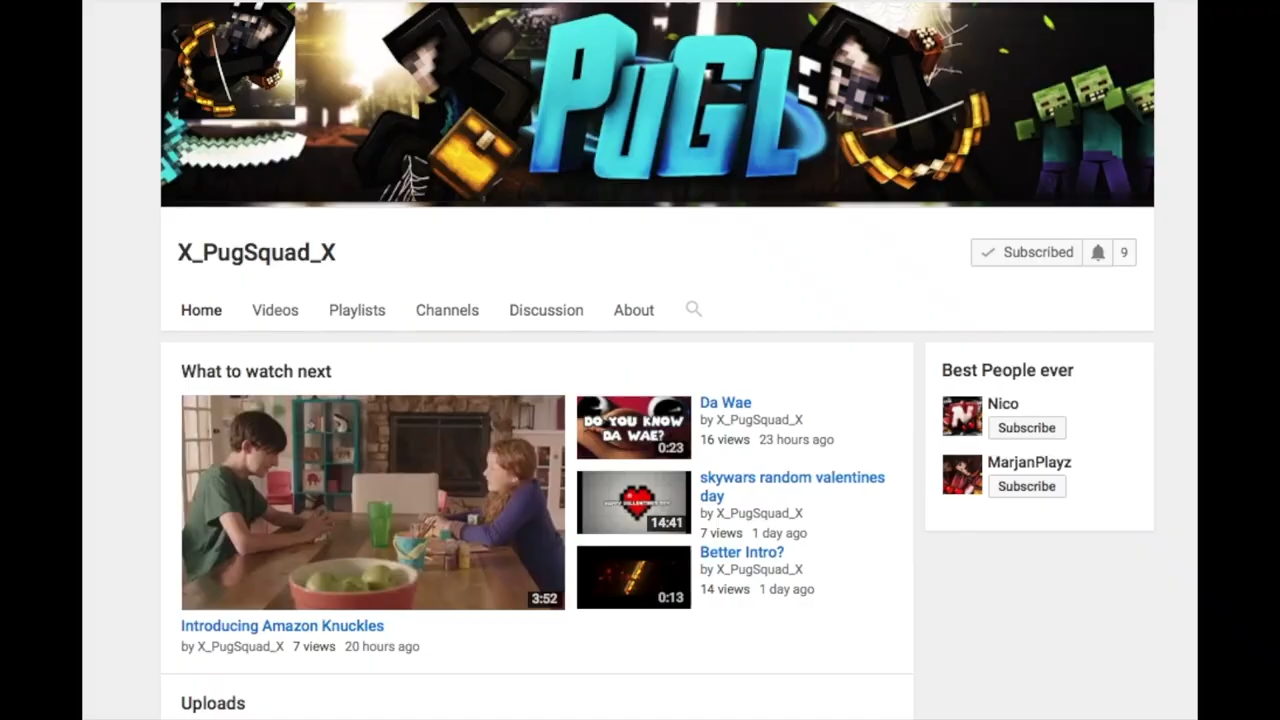 PUGL
X_PugSquad_X
Subscribed 9
Home Videos Playlists Channels Discussion About
What to watch next
3:52
Introducing Amazon Knuckles
by X_PugSquad_X 7 views 20 hours ago
DO YOU KNOW
DA WAE?
0:23
Da Wae
by X_PugSquad_X
16 views 23 hours ago
14:41
skywars random valentines
day
by X_PugSquad_X
7 views 1 day ago
0:13
Better Intro?
by X_PugSquad_X
14 views 1 day ago
Best People ever
N
Nico
Subscribe
MarjanPlayz
Subscribe
Uploads